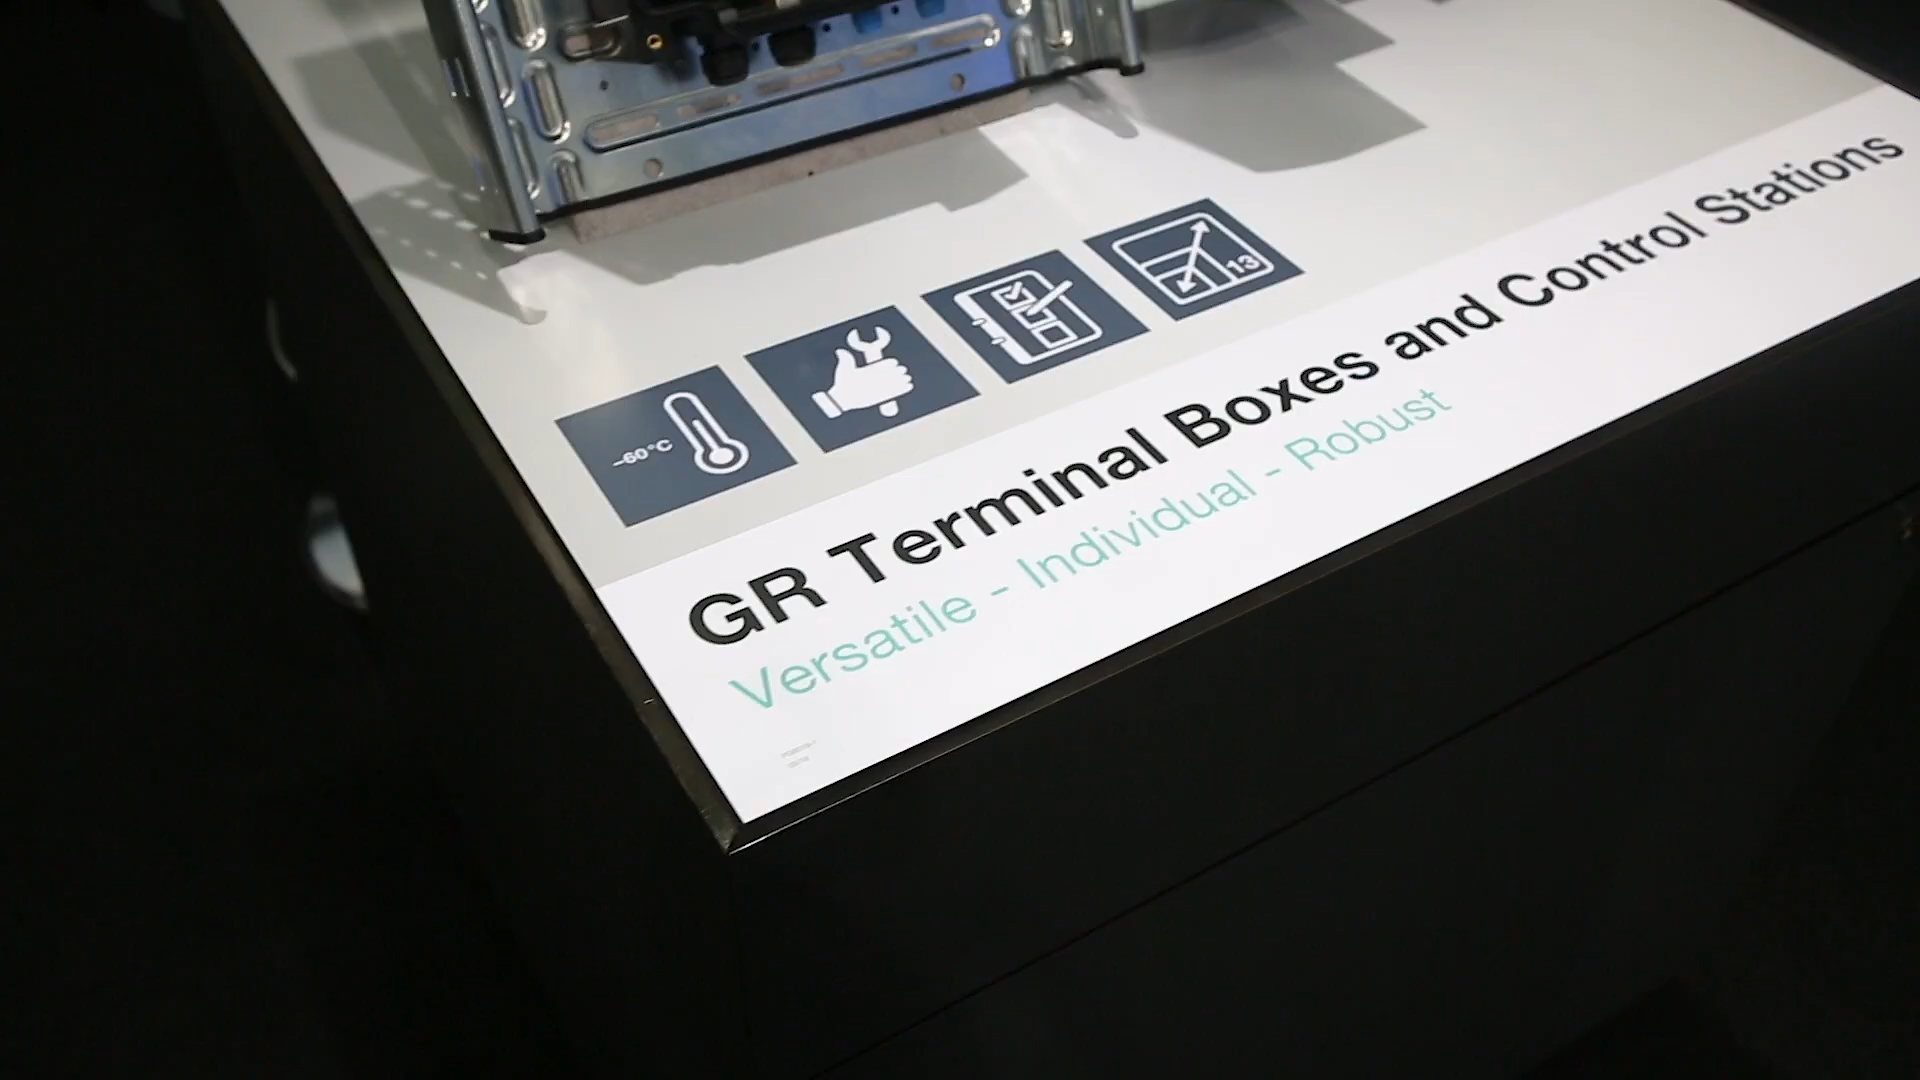 13
-60°C
GR Terminal Boxes and Control Stations
Versatile - Individual - Robust